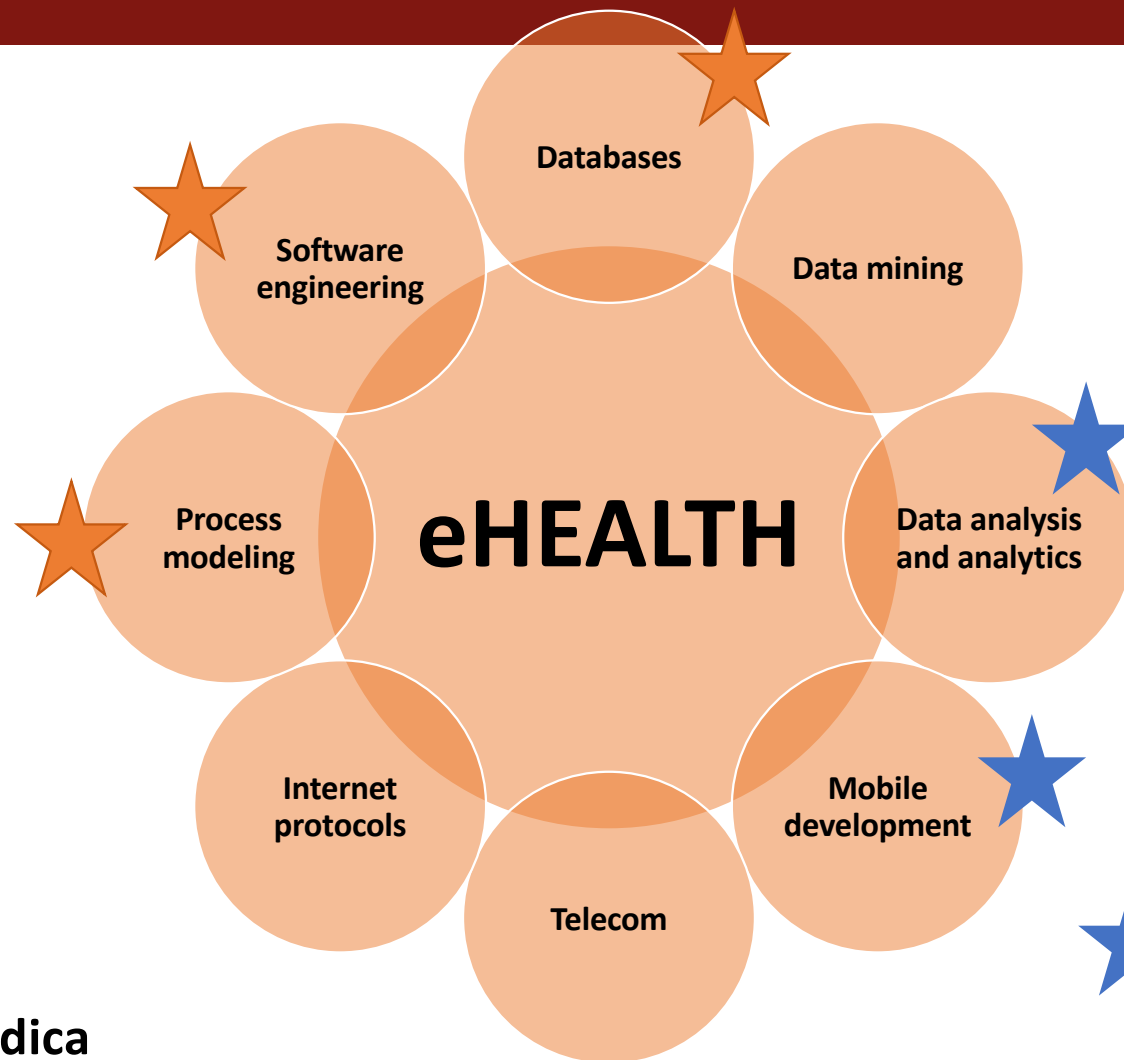 Databases
Software
engineering
Data mining
Process
modeling
eHEALTH
Data analysis
and analytics
Internet
protocols
Mobile
development
Telecom
dica